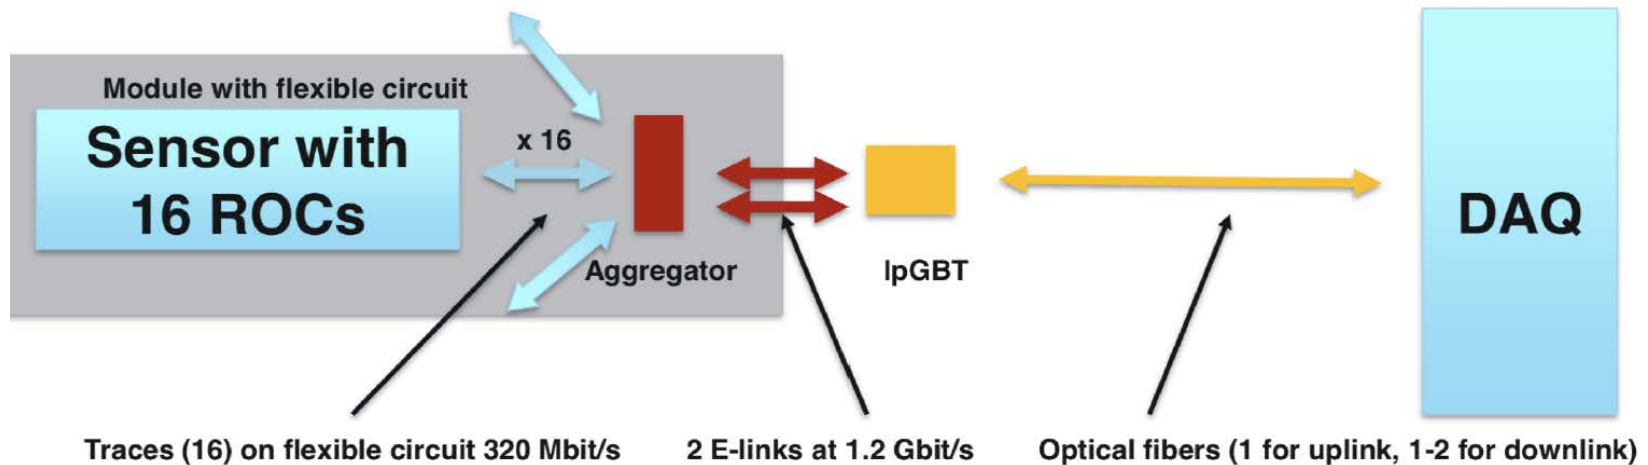 Module with flexible circuit
Sensor with
16 ROCs
x 16
Aggregator
lpGBT
DAQ
Traces (16) on flexible circuit 320 Mbit/s
2 E-links at 1.2 Gbit/s
Optical fibers (1 for uplink, 1-2 for downlink)